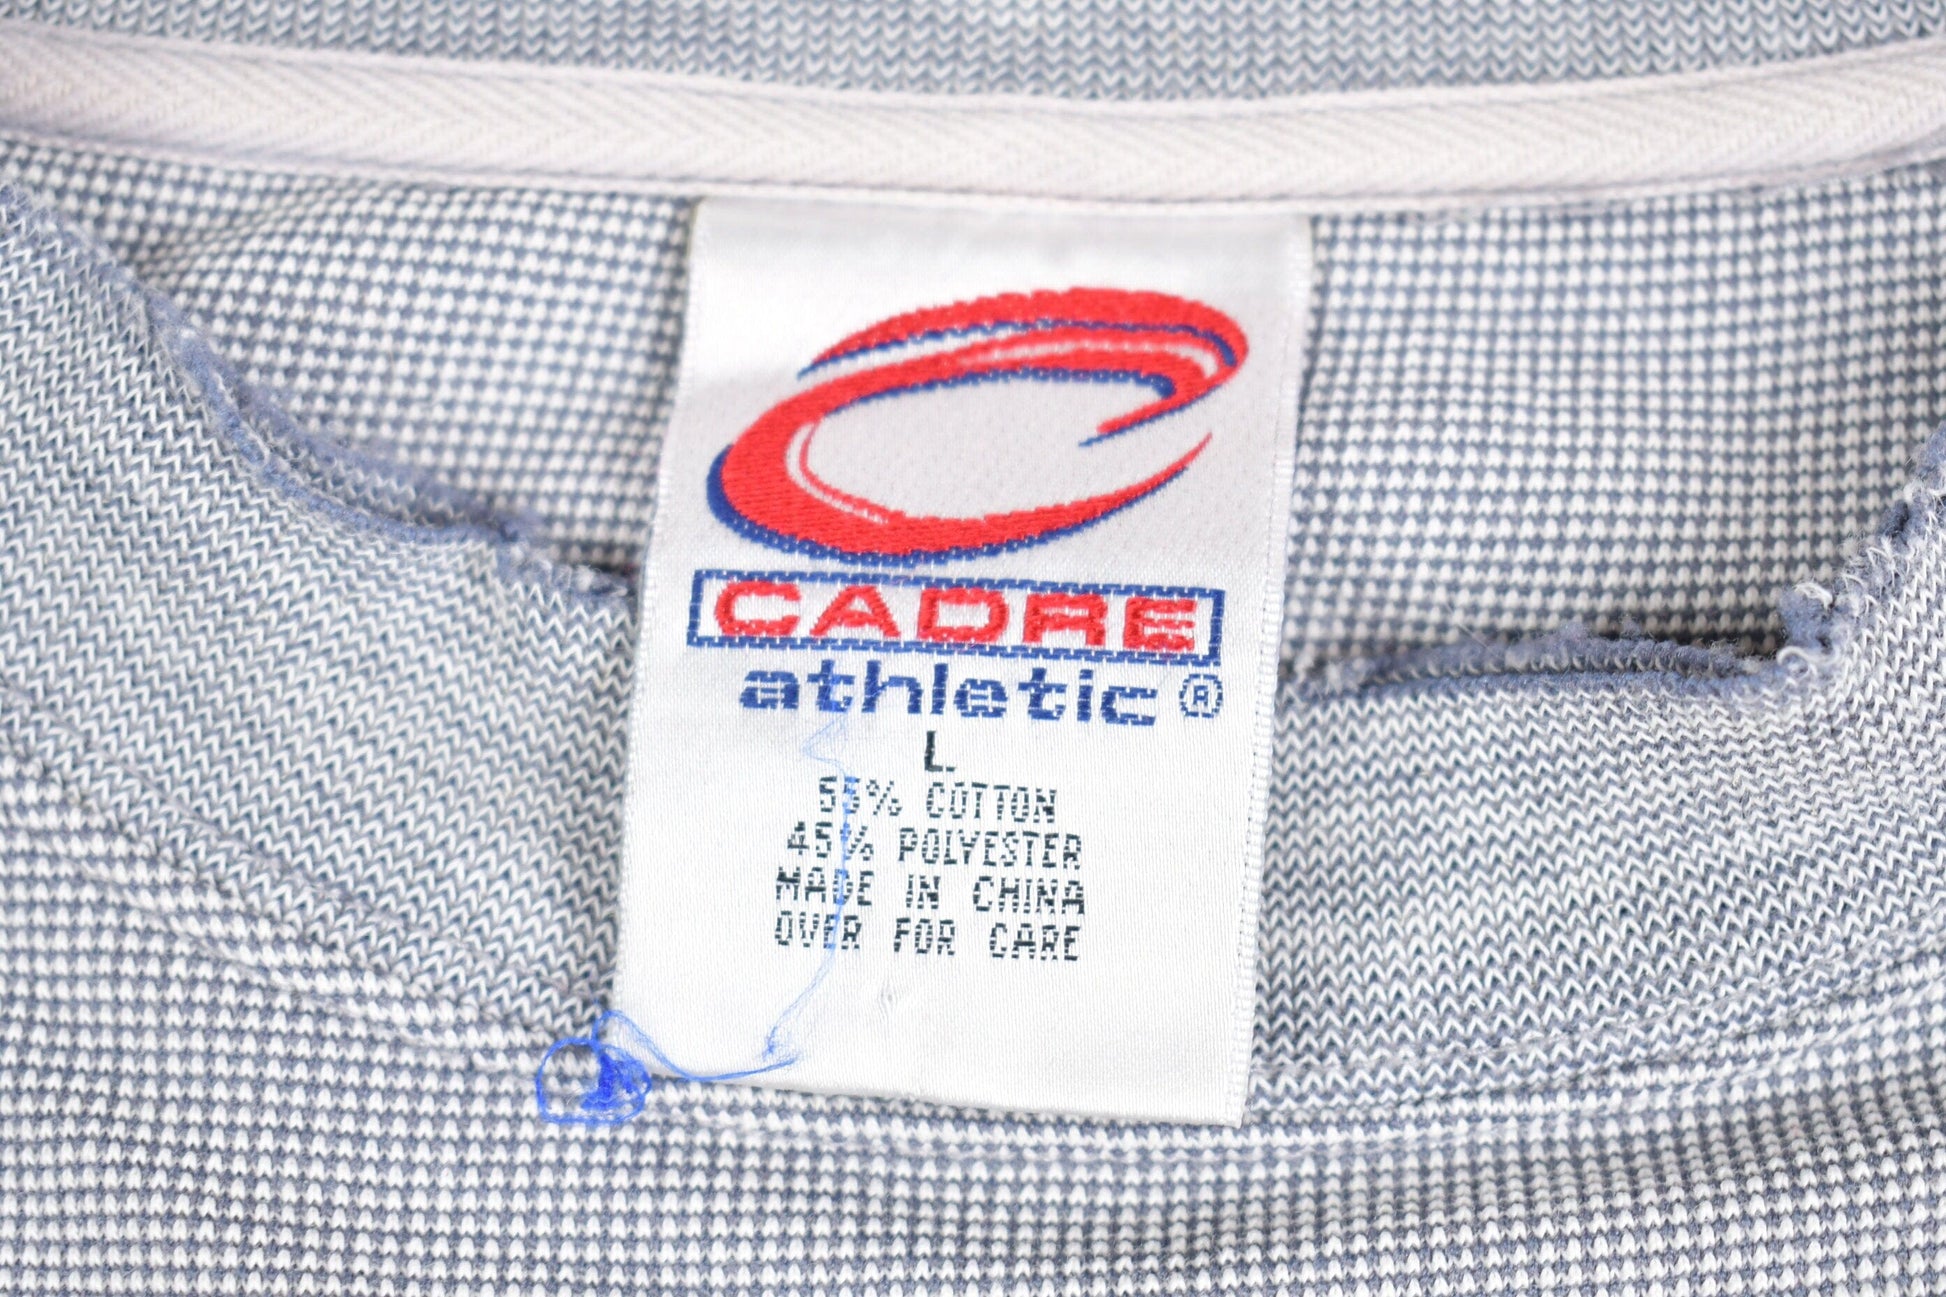 CADRE
athletic ®
L
55% COTTON
45% POLYESTER
MADE IN CHINA
OVER FOR CARE